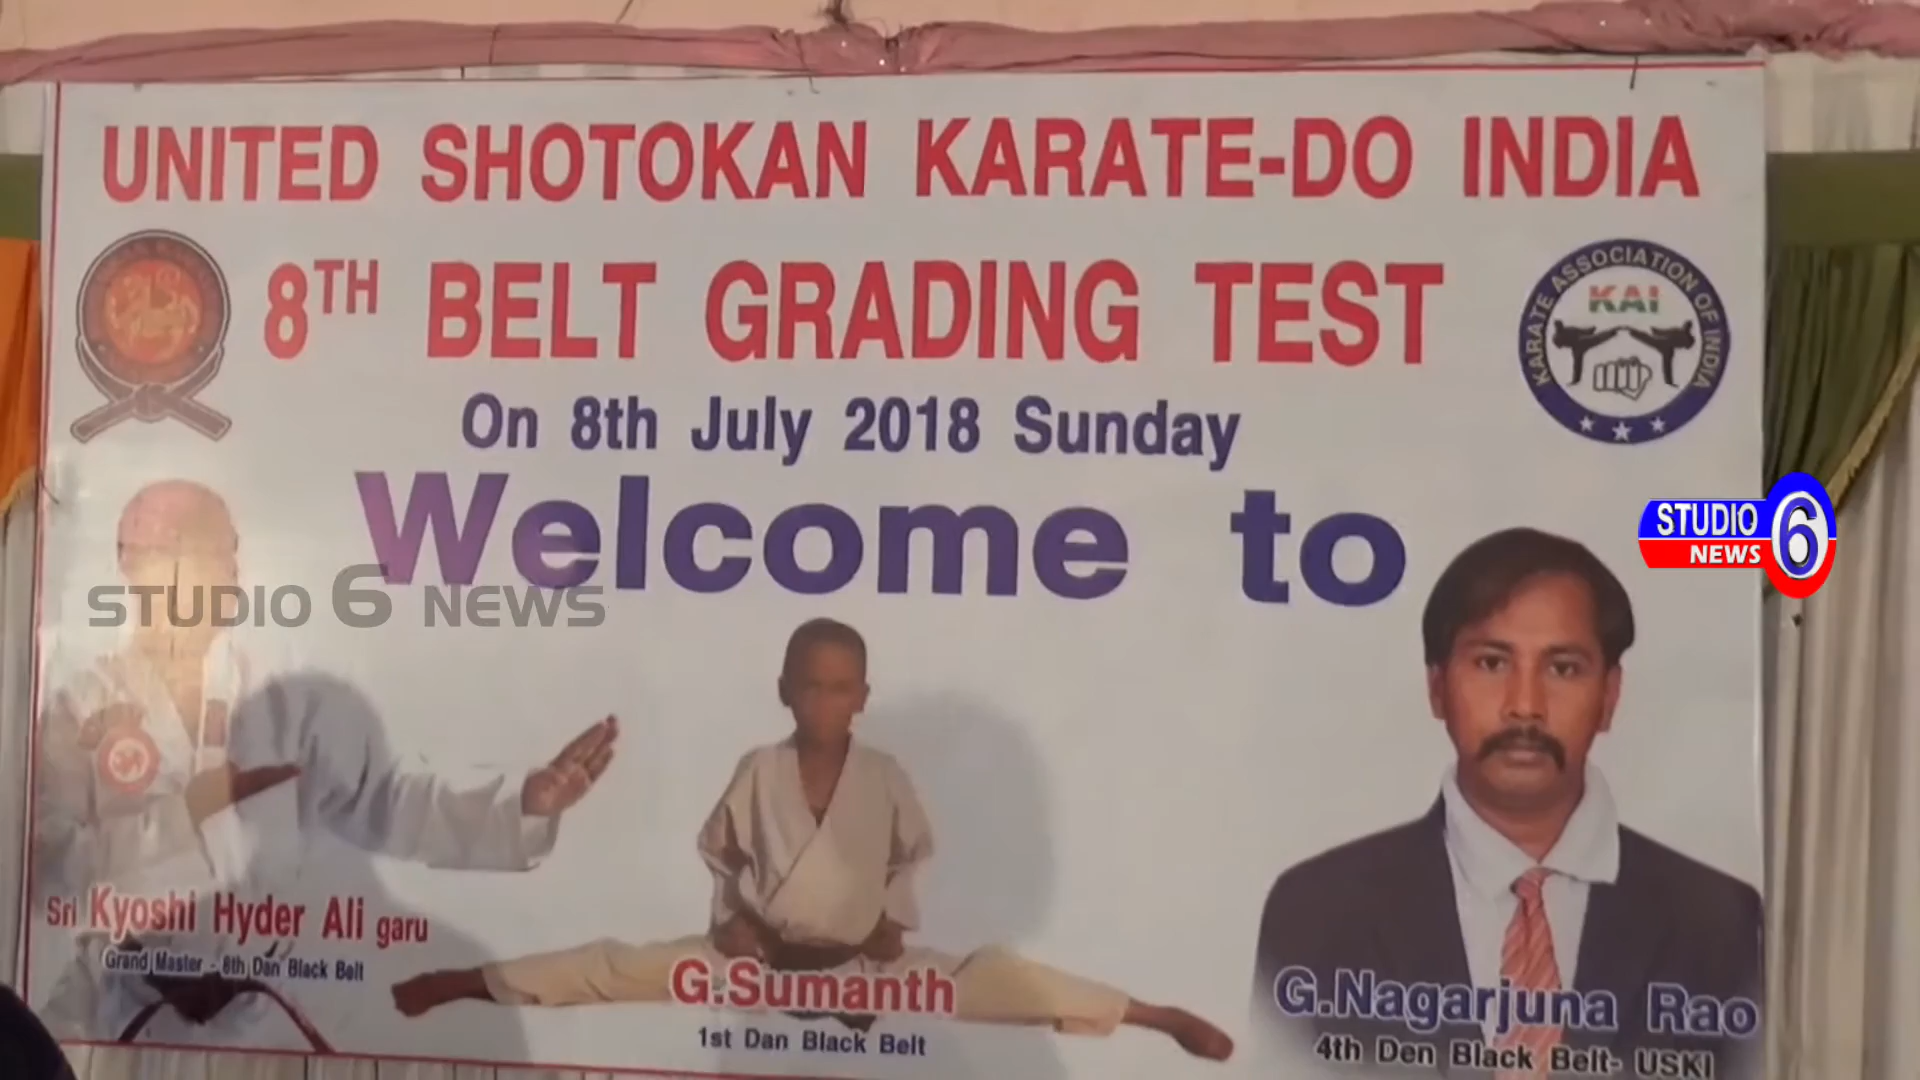 UNITED SHOTOKAN KARATE-DO INDIA
8TH BELT GRADING TEST
KARATE ASSOCIATION OF INDIA
KAI
On 8th July 2018 Sunday
Welcome to
STUDIO 6
NEWS
STUDIO 6 NEWS
Sri Kyoshi Hyder Ali garu
Grand Master - 8th Dan Black Belt
G.Sumanth
1st Dan Black Belt
G.Nagarjuna Rao
4th Den Black Belt- USKI